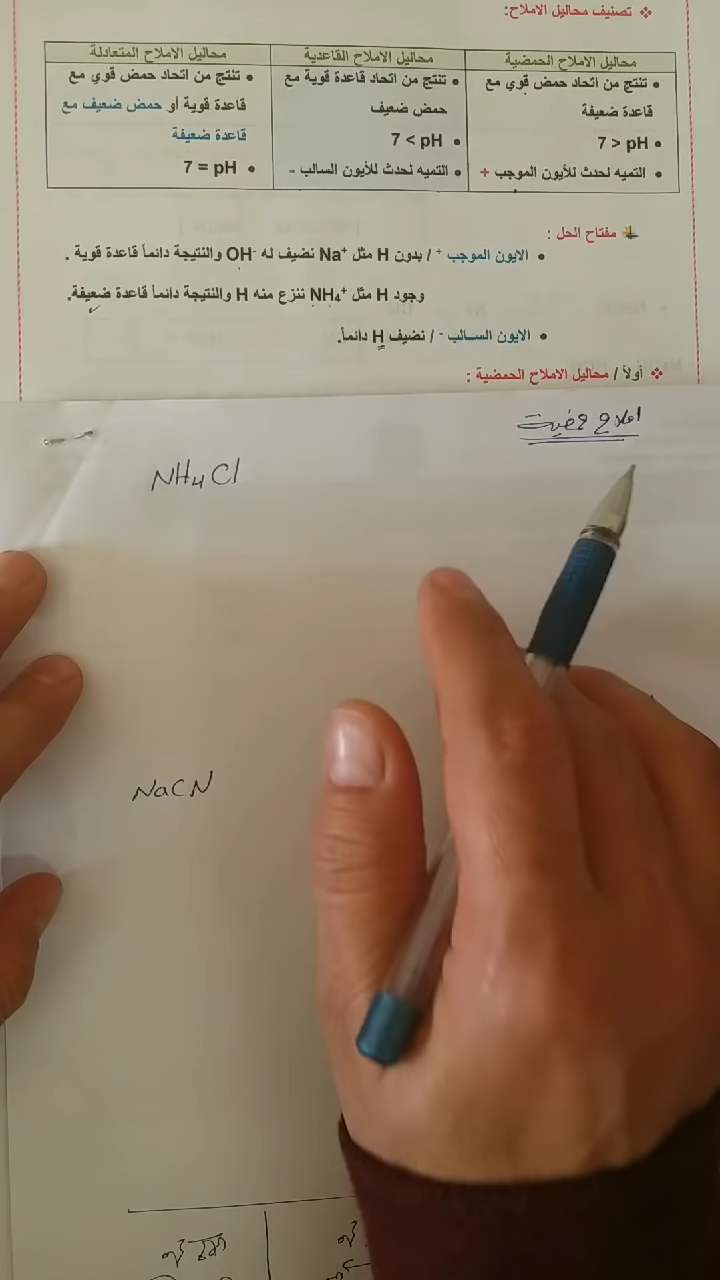 ❖ تصنيف محاليل الاملاح:
محاليل الاملاح الحمضية
• تنتج من اتحاد حمض قوي مع
قاعدة ضعيفة
• 7 > pH
• التميه لحدث للأيون الموجب +
محاليل الاملاح القاعدية
• تنتج من اتحاد قاعدة قوية مع
حمض ضعيف
• 7 < pH
• التميه لحدث للأيون السالب -
محاليل الاملاح المتعادلة
• تنتج من اتحاد حمض قوي مع
قاعدة قوية أو حمض ضعيف مع
قاعدة ضعيفة
• 7 = pH
مفتاح الحل :
• الايون الموجب + / بدون H مثل Na⁺ نضيف له OH⁻ والنتيجة دائماً قاعدة قوية .
وجود H مثل NH₄⁺ ننزع منه H والنتيجة دائماً قاعدة ضعيفة.
• الايون السالب - / نضيف H دائماً.
❖ أولاً / محاليل الاملاح الحمضية :
املاح حمضية
NH₄Cl
NaCN